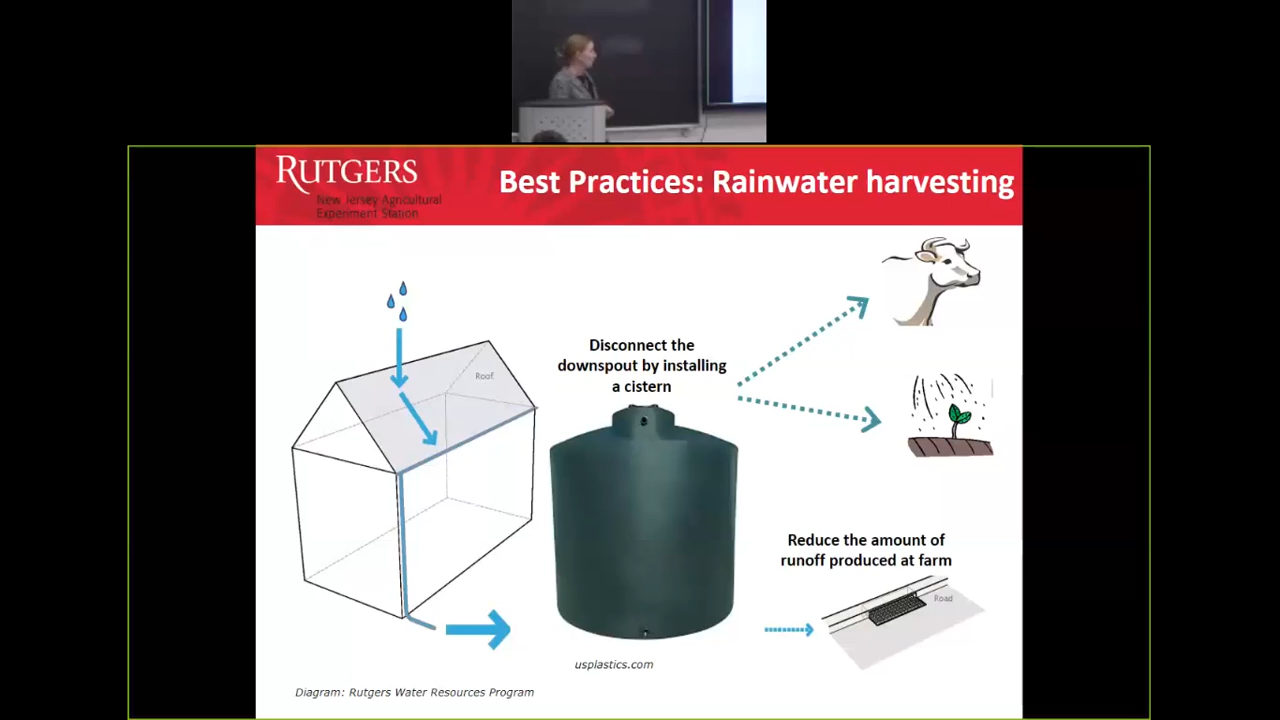 RUTGERS
New Jersey Agricultural
Experiment Station
Best Practices: Rainwater harvesting
Roof
Disconnect the
downspout by installing
a cistern
Reduce the amount of
runoff produced at farm
Road
usplastics.com
Diagram: Rutgers Water Resources Program